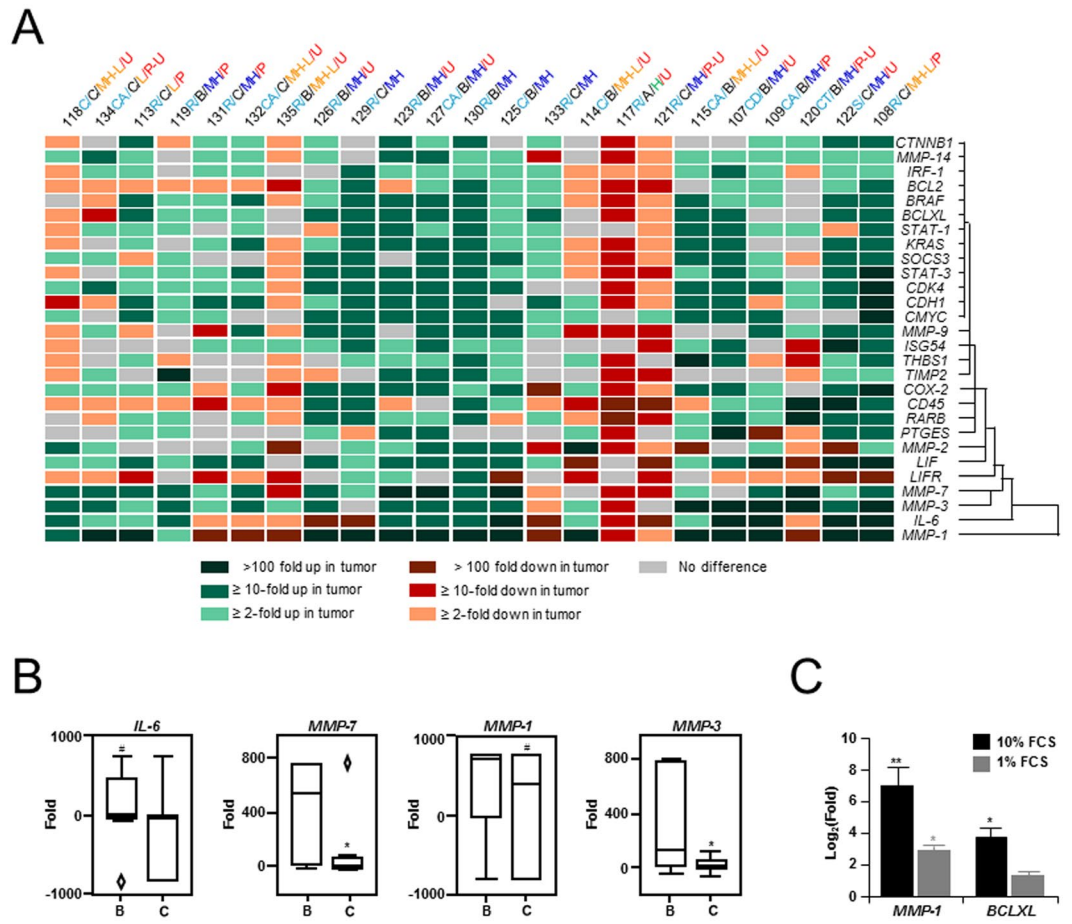 A
118C/C/MH-L/U
134CA/C/L/P-U
113R/C/L/P
119R/B/MH/P
131R/C/MH/P
132CA/C/MH-L/U
135R/B/MH-L/U
126R/B/MH/U
129R/C/MH
123R/B/MH/U
127CA/B/MH/U
130R/B/MH
125C/B/MH
133R/C/MH
114C/B/MH-L/U
117R/A/H/U
121R/C/MH/P-U
115CA/B/MH-L/U
107CD/B/MH/U
109CA/B/MH/P
120CT/B/MH/P-U
122S/C/MH/U
108R/C/MH-L/P
CTNNB1
MMP-14
IRF-1
BCL2
BRAF
BCLXL
STAT-1
KRAS
SOCS3
STAT-3
CDK4
CDH1
CMYC
MMP-9
ISG54
THBS1
TIMP2
COX-2
CD45
RARB
PTGES
MMP-2
LIF
LIFR
MMP-7
MMP-3
IL-6
MMP-1
>100 fold up in tumor
≥ 10-fold up in tumor
≥ 2-fold up in tumor
> 100 fold down in tumor
≥ 10-fold down in tumor
≥ 2-fold down in tumor
No difference
B
IL-6
Fold
1000
0
-1000
#
B C
MMP-7
Fold
800
400
0
*
B C
MMP-1
Fold
1000
0
-1000
#
B C
MMP-3
Fold
800
400
0
*
B C
C
10% FCS
1% FCS
Log2(Fold)
10
8
6
4
2
0
**
*
*
MMP-1 BCLXL